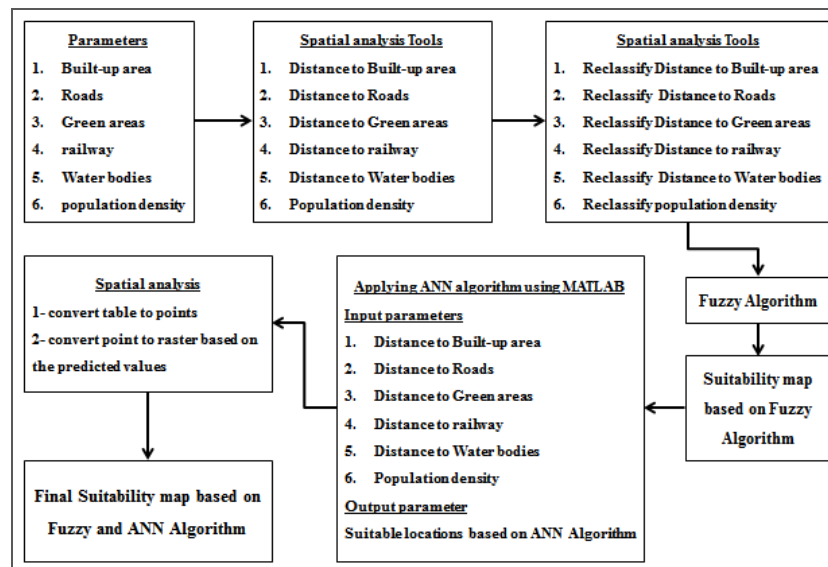 Parameters
1. Built-up area
2. Roads
3. Green areas
4. railway
5. Water bodies
6. population density
Spatial analysis Tools
1. Distance to Built-up area
2. Distance to Roads
3. Distance to Green areas
4. Distance to railway
5. Distance to Water bodies
6. Population density
Spatial analysis Tools
1. Reclassify Distance to Built-up area
2. Reclassify Distance to Roads
3. Reclassify Distance to Green areas
4. Reclassify Distance to railway
5. Reclassify Distance to Water bodies
6. Reclassify population density
Fuzzy Algorithm
Suitability map
based on Fuzzy
Algorithm
Applying ANN algorithm using MATLAB
Input parameters
1. Distance to Built-up area
2. Distance to Roads
3. Distance to Green areas
4. Distance to railway
5. Distance to Water bodies
6. Population density
Output parameter
Suitable locations based on ANN Algorithm
Spatial analysis
1- convert table to points
2- convert point to raster based on
the predicted values
Final Suitability map based on
Fuzzy and ANN Algorithm